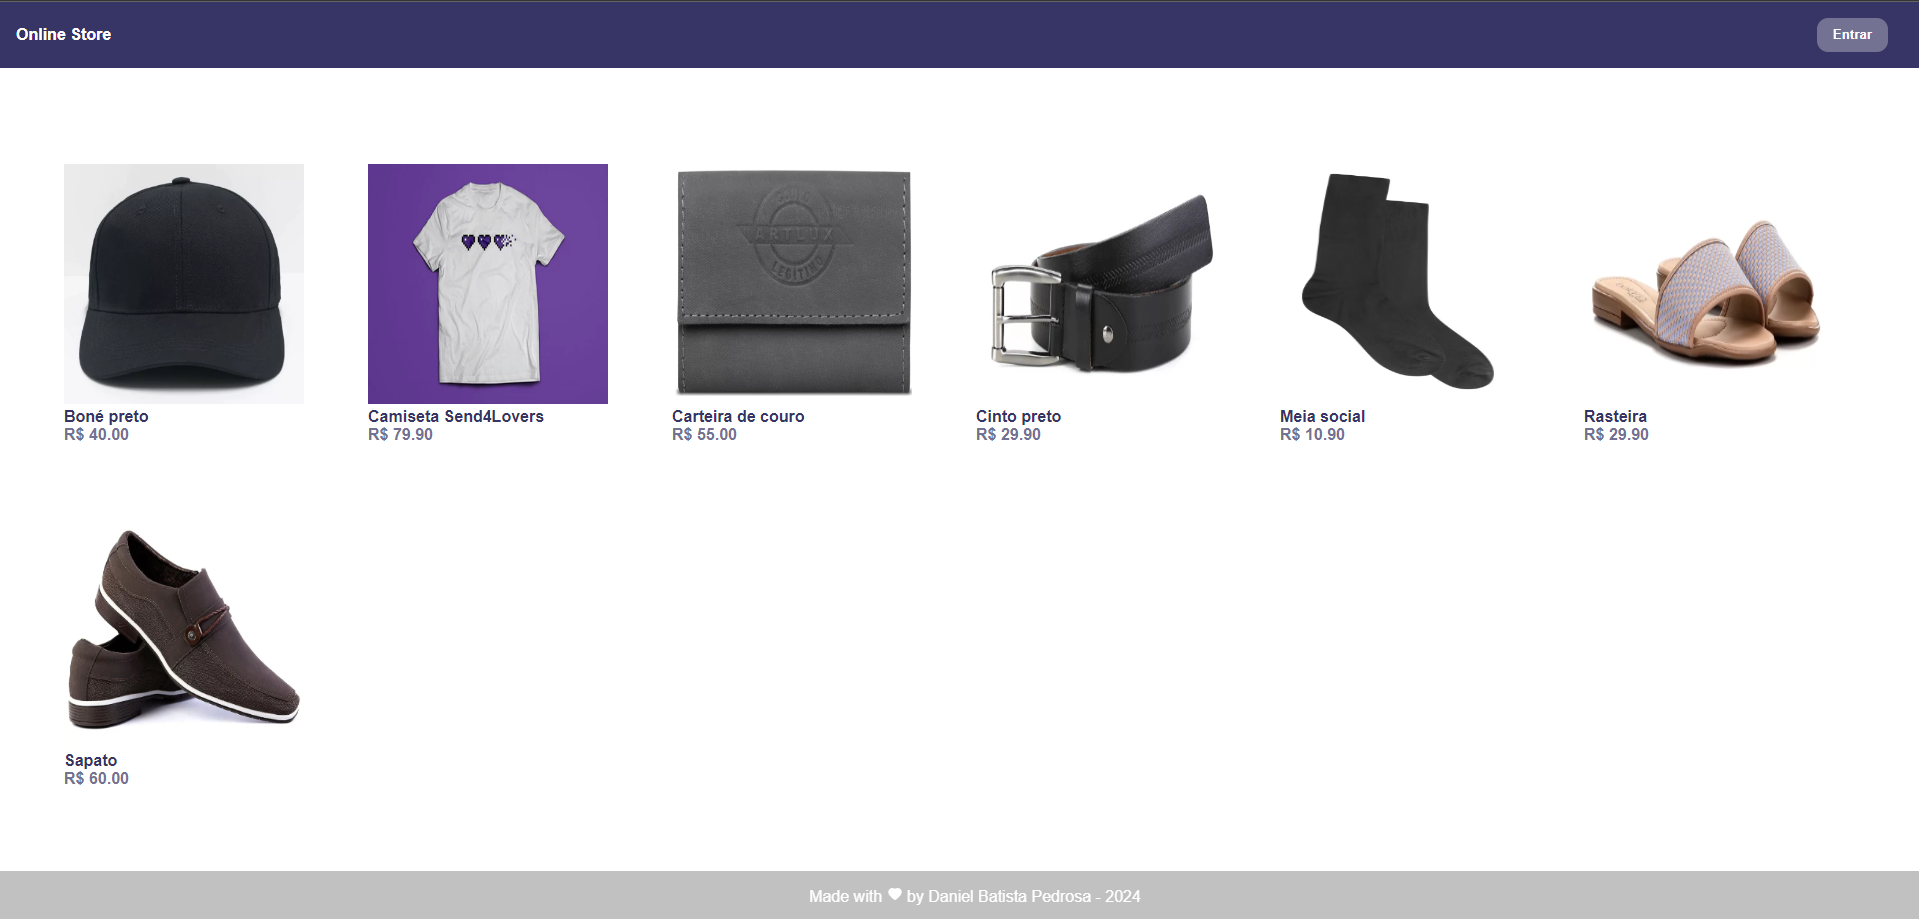 Online Store
Entrar
COURO
ARTLUX
LEGÍTIMO
Boné preto
R$ 40.00
Camiseta Send4Lovers
R$ 79.90
Carteira de couro
R$ 55.00
Cinto preto
R$ 29.90
Meia social
R$ 10.90
Rasteira
R$ 29.90
Sapato
R$ 60.00
Made with ♥ by Daniel Batista Pedrosa - 2024